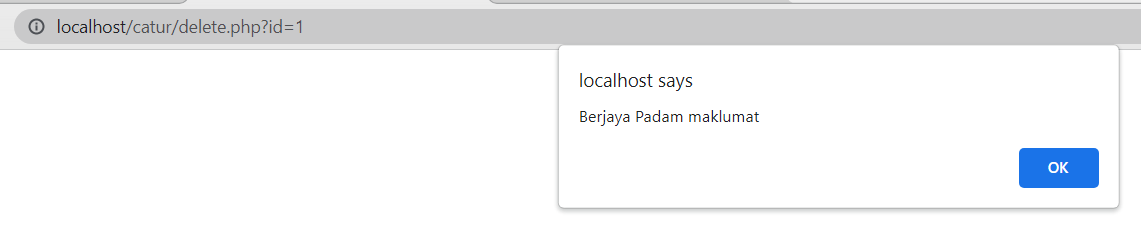 localhost/catur/delete.php?id=1
localhost says
Berjaya Padam maklumat
OK